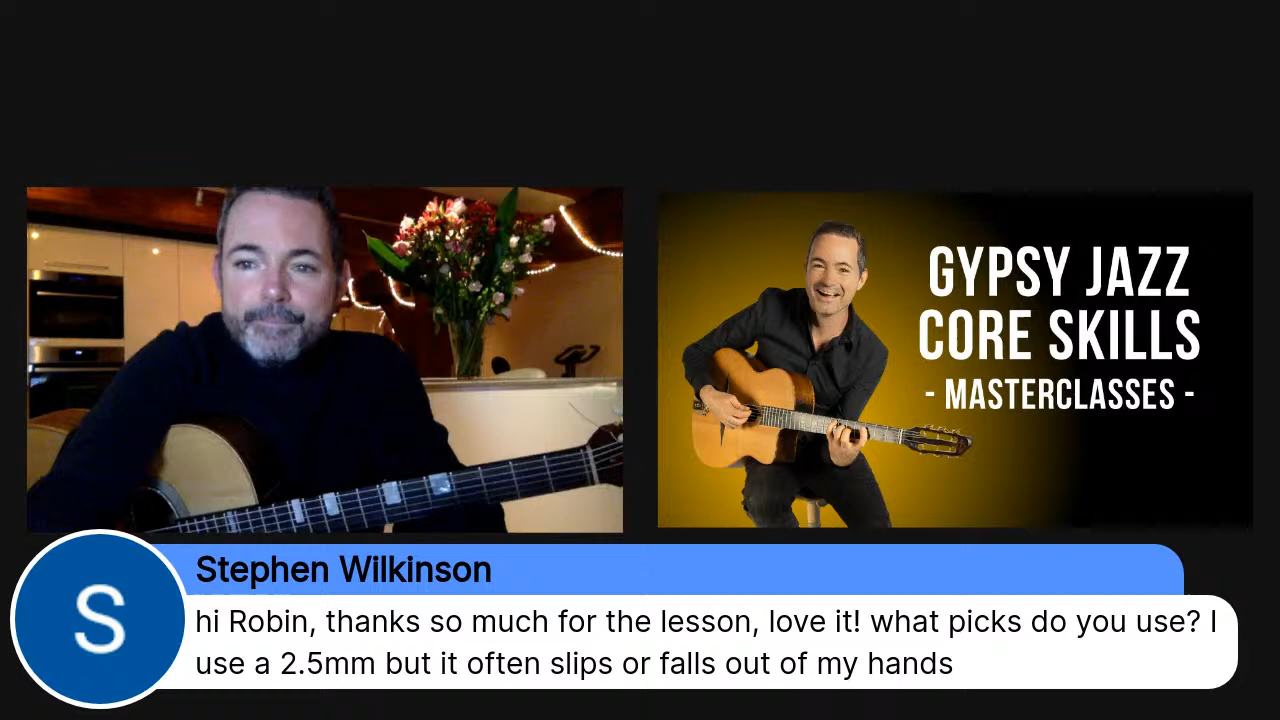 GYPSY JAZZ
CORE SKILLS
- MASTERCLASSES -
S
Stephen Wilkinson
hi Robin, thanks so much for the lesson, love it! what picks do you use? I
use a 2.5mm but it often slips or falls out of my hands